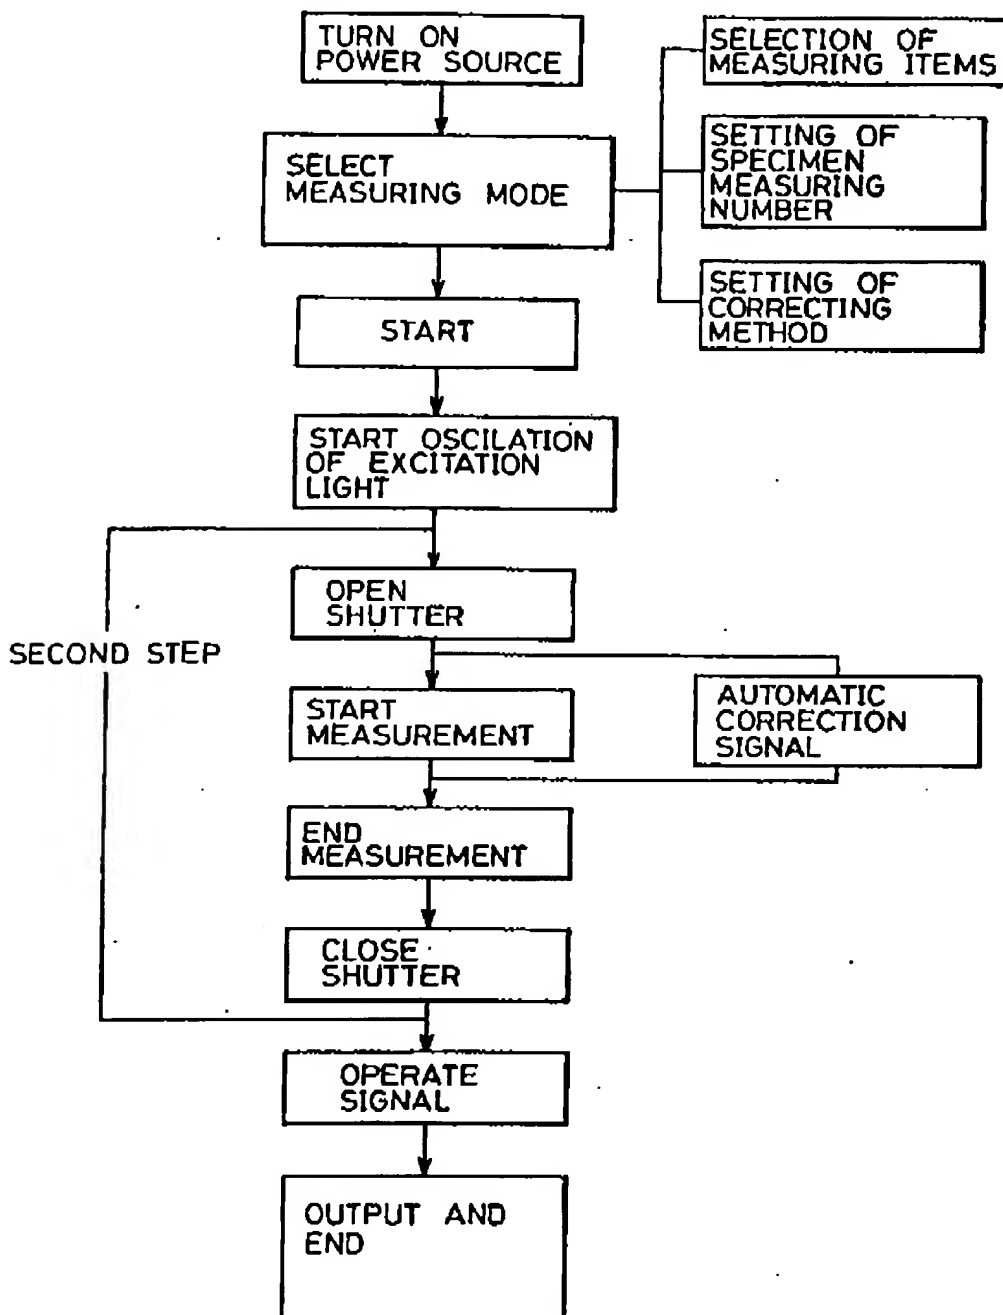 TURN ON
POWER SOURCE
SELECTION OF
MEASURING ITEMS
SELECT
MEASURING MODE
SETTING OF
SPECIMEN
MEASURING
NUMBER
SETTING OF
CORRECTING
METHOD
START
START OSCILATION
OF EXCITATION
LIGHT
OPEN
SHUTTER
SECOND STEP
START
MEASUREMENT
AUTOMATIC
CORRECTION
SIGNAL
END
MEASUREMENT
CLOSE
SHUTTER
OPERATE
SIGNAL
OUTPUT AND
END